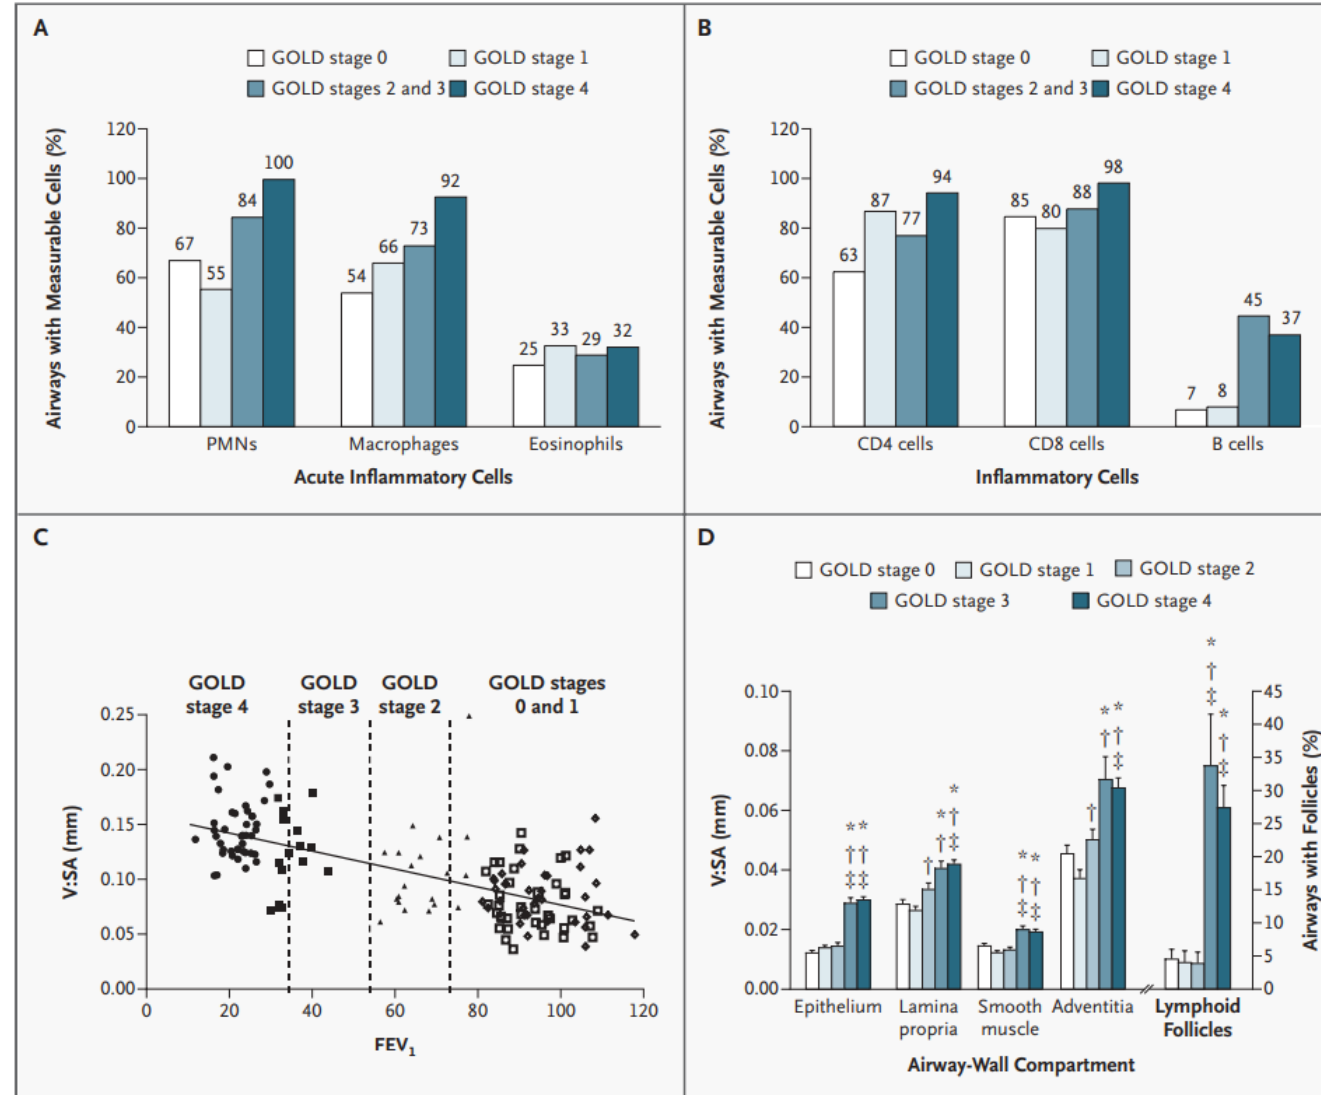 A
GOLD stage 0 GOLD stage 1
GOLD stages 2 and 3 GOLD stage 4
Airways with Measurable Cells (%)
120
100
80
60
40
20
0
67 55 84 100
54 66 73 92
25 33 29 32
PMNs Macrophages Eosinophils
Acute Inflammatory Cells
B
GOLD stage 0 GOLD stage 1
GOLD stages 2 and 3 GOLD stage 4
Airways with Measurable Cells (%)
120
100
80
60
40
20
0
63 87 77 94
85 80 88 98
7 8 45 37
CD4 cells CD8 cells B cells
Inflammatory Cells
C
GOLD GOLD GOLD GOLD stages
stage 4 stage 3 stage 2 0 and 1
V:SA (mm)
0.25
0.20
0.15
0.10
0.05
0.00
0 20 40 60 80 100 120
FEV₁
D
GOLD stage 0 GOLD stage 1 GOLD stage 2
GOLD stage 3 GOLD stage 4
V:SA (mm)
0.10
0.08
0.06
0.04
0.02
0.00
* *
† †
‡ ‡
†
* †
* † ‡
* † ‡
* † ‡
†
* † ‡
* † ‡
* † ‡
* † ‡
45
40
35
30
25
20
15
10
5
0
Airways with Follicles (%)
Epithelium Lamina Smooth Adventitia Lymphoid
propria muscle Follicles
Airway-Wall Compartment